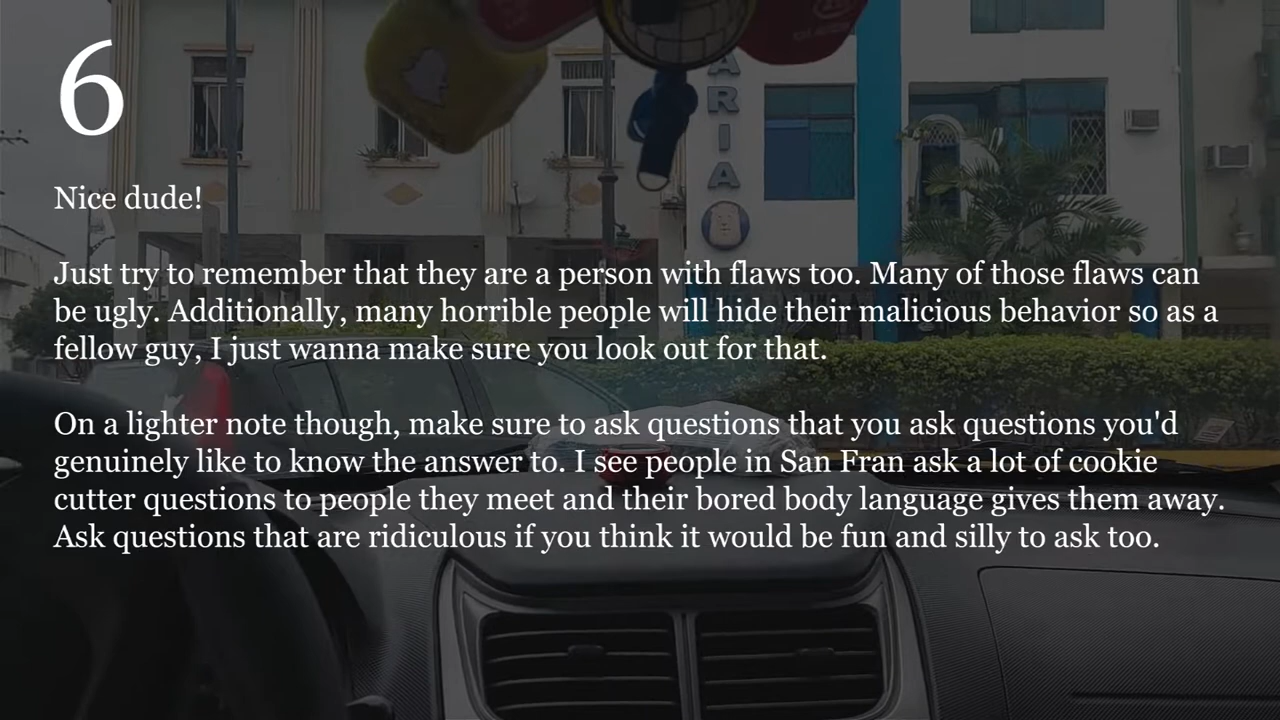 6
Nice dude!
Just try to remember that they are a person with flaws too. Many of those flaws can
be ugly. Additionally, many horrible people will hide their malicious behavior so as a
fellow guy, I just wanna make sure you look out for that.
On a lighter note though, make sure to ask questions that you ask questions you'd
genuinely like to know the answer to. I see people in San Fran ask a lot of cookie
cutter questions to people they meet and their bored body language gives them away.
Ask questions that are ridiculous if you think it would be fun and silly to ask too.
A
R
I
A